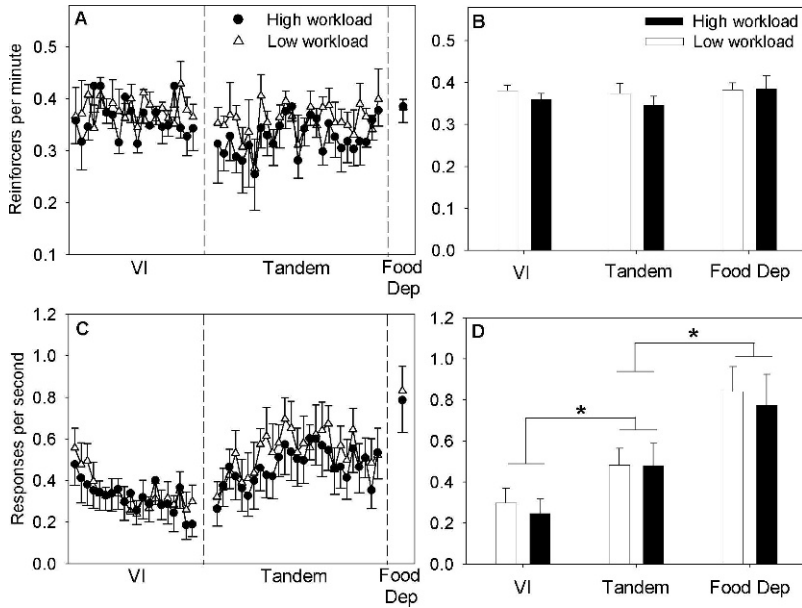 A
High workload
Low workload
Reinforcers per minute
0.5
0.4
0.3
0.2
0.1
VI
Tandem
Food
Dep
B
High workload
Low workload
0.5
0.4
0.3
0.2
0.1
0.0
VI
Tandem
Food Dep
C
Responses per second
1.2
1.0
0.8
0.6
0.4
0.2
0.0
VI
Tandem
Food
Dep
D
1.2
1.0
0.8
0.6
0.4
0.2
0.0
*
*
VI
Tandem
Food Dep